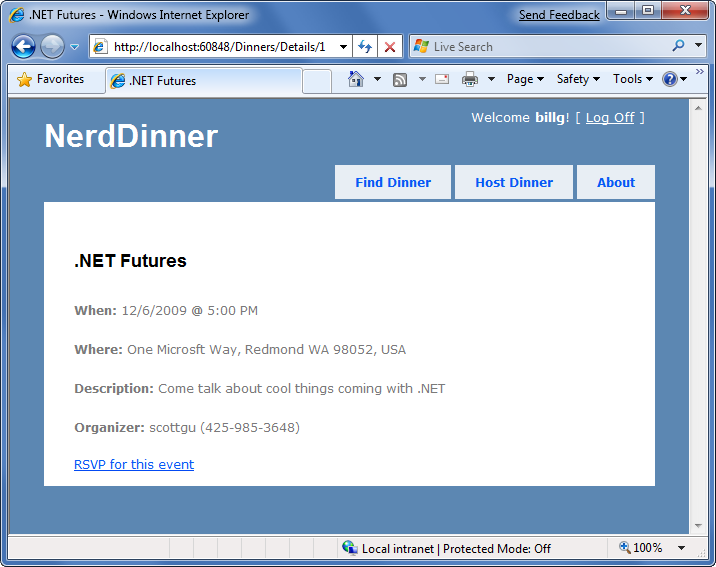 .NET Futures - Windows Internet Explorer
Send Feedback
http://localhost:60848/Dinners/Details/1
Live Search
Favorites
.NET Futures
Page
Safety
Tools
»
Welcome billg! [ Log Off ]
NerdDinner
Find Dinner
Host Dinner
About
.NET Futures
When: 12/6/2009 @ 5:00 PM
Where: One Microsft Way, Redmond WA 98052, USA
Description: Come talk about cool things coming with .NET
Organizer: scottgu (425-985-3648)
RSVP for this event
Local intranet | Protected Mode: Off
100%